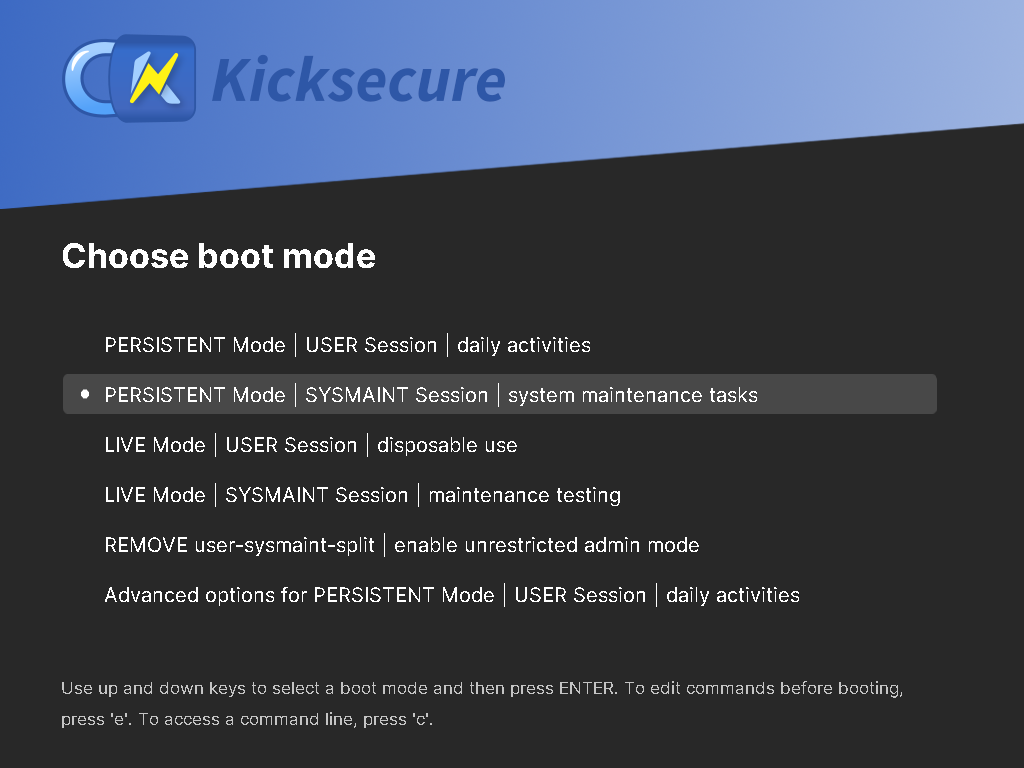 Kicksecure
Choose boot mode
PERSISTENT Mode | USER Session | daily activities
PERSISTENT Mode | SYSMAINT Session | system maintenance tasks
LIVE Mode | USER Session | disposable use
LIVE Mode | SYSMAINT Session | maintenance testing
REMOVE user-sysmaint-split | enable unrestricted admin mode
Advanced options for PERSISTENT Mode | USER Session | daily activities
Use up and down keys to select a boot mode and then press ENTER. To edit commands before booting,
press 'e'. To access a command line, press 'c'.